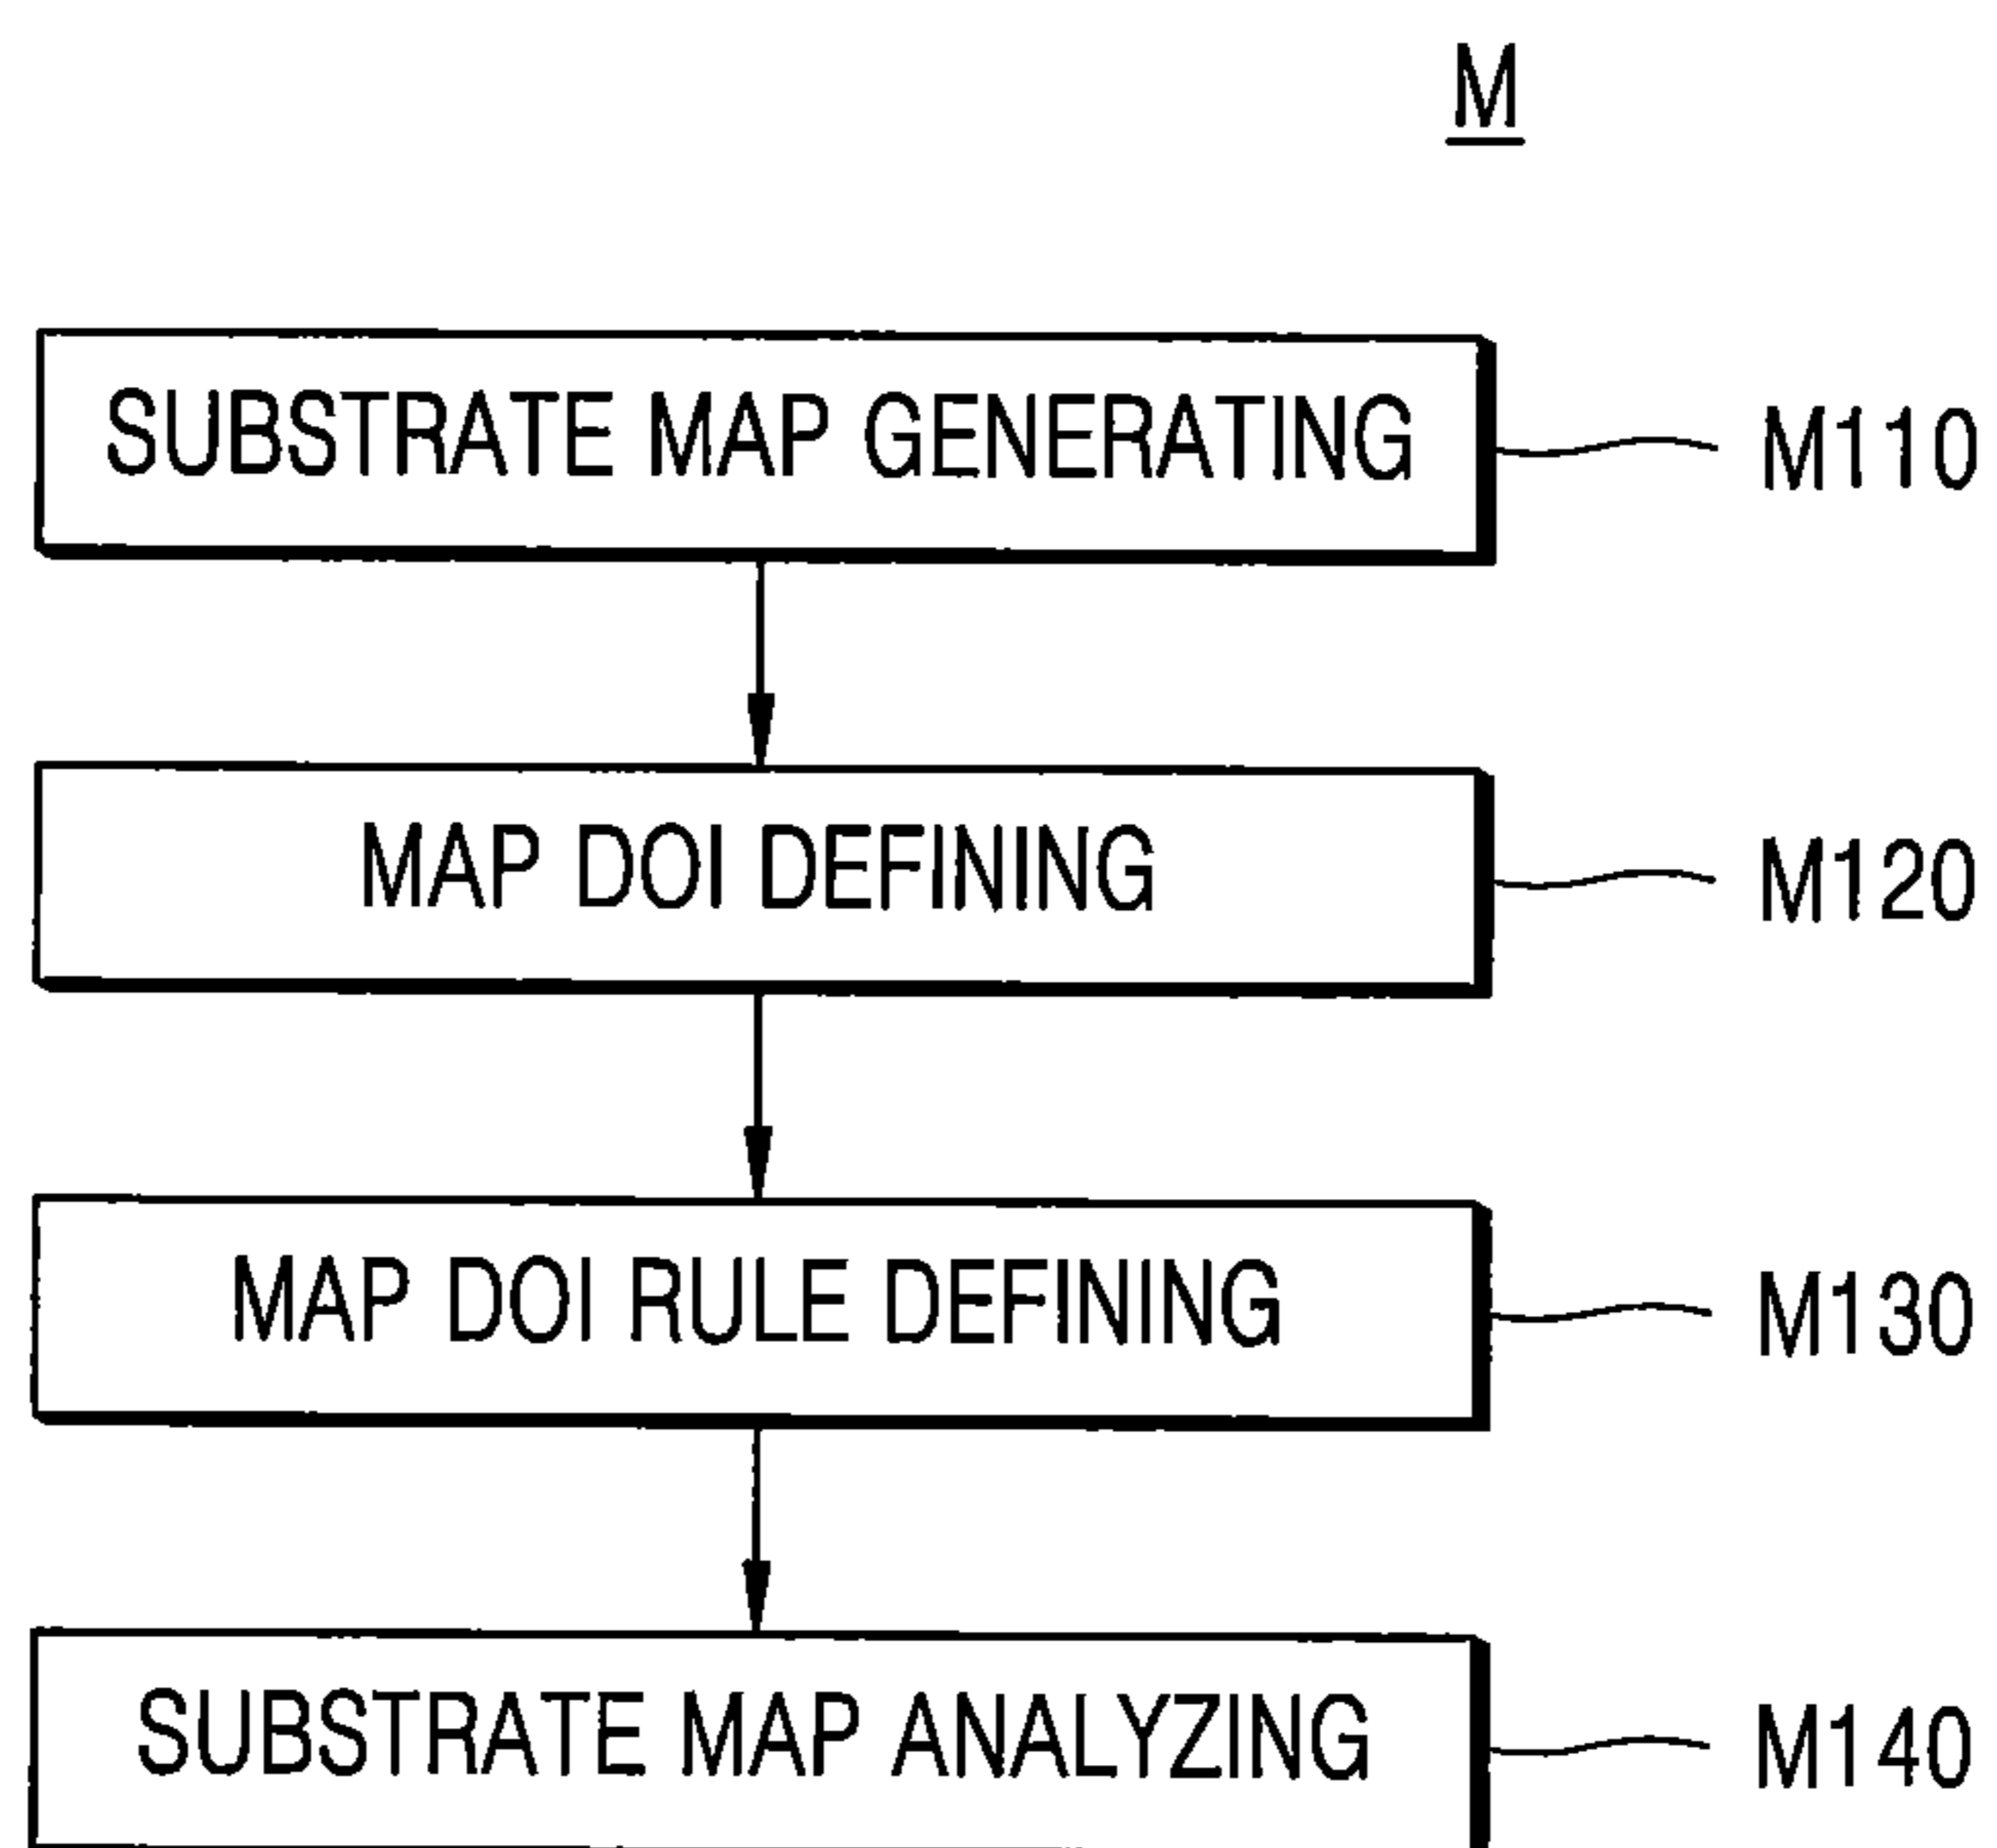 M
SUBSTRATE MAP GENERATING
M110
MAP DOI DEFINING
M120
MAP DOI RULE DEFINING
M130
SUBSTRATE MAP ANALYZING
M140